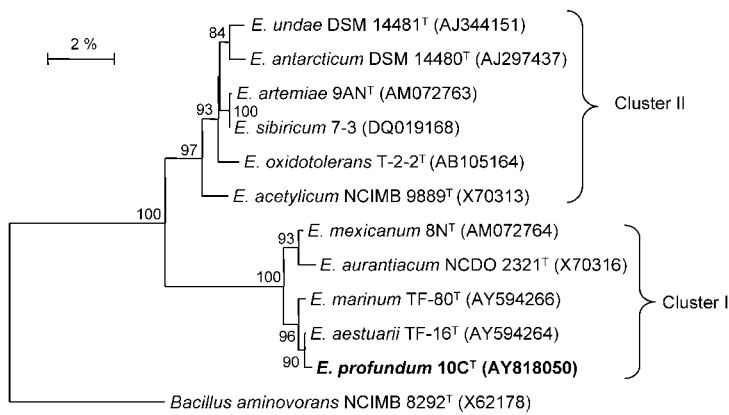 84
E. undae DSM 14481ᵀ (AJ344151)
2 %
E. antarcticum DSM 14480ᵀ (AJ297437)
93
E. artemiae 9ANᵀ (AM072763)
100
Cluster II
E. sibiricum 7-3 (DQ019168)
97
E. oxidotolerans T-2-2ᵀ (AB105164)
E. acetylicum NCIMB 9889ᵀ (X70313)
100
93
E. mexicanum 8Nᵀ (AM072764)
E. aurantiacum NCDO 2321ᵀ (X70316)
100
E. marinum TF-80ᵀ (AY594266)
Cluster I
96
E. aestuarii TF-16ᵀ (AY594264)
90
E. profundum 10Cᵀ (AY818050)
Bacillus aminovorans NCIMB 8292ᵀ (X62178)